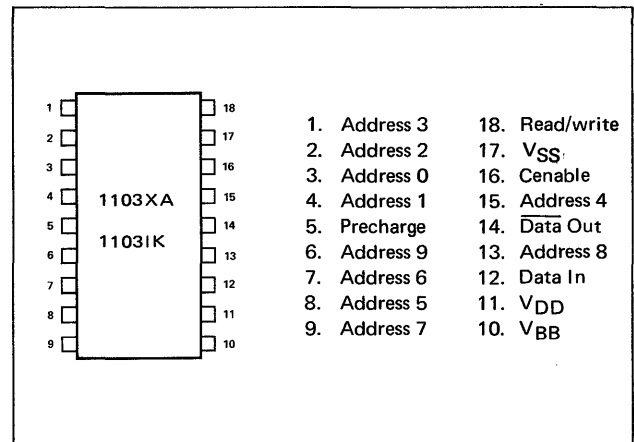 1
2
3
4
5
6
7
8
9
1103XA
1103IK
18
17
16
15
14
13
12
11
10
1. Address 3
2. Address 2
3. Address 0
4. Address 1
5. Precharge
6. Address 9
7. Address 6
8. Address 5
9. Address 7
18. Read/write
17. VSS
16. Cenable
15. Address 4
14. Data Out
13. Address 8
12. Data In
11. VDD
10. VBB